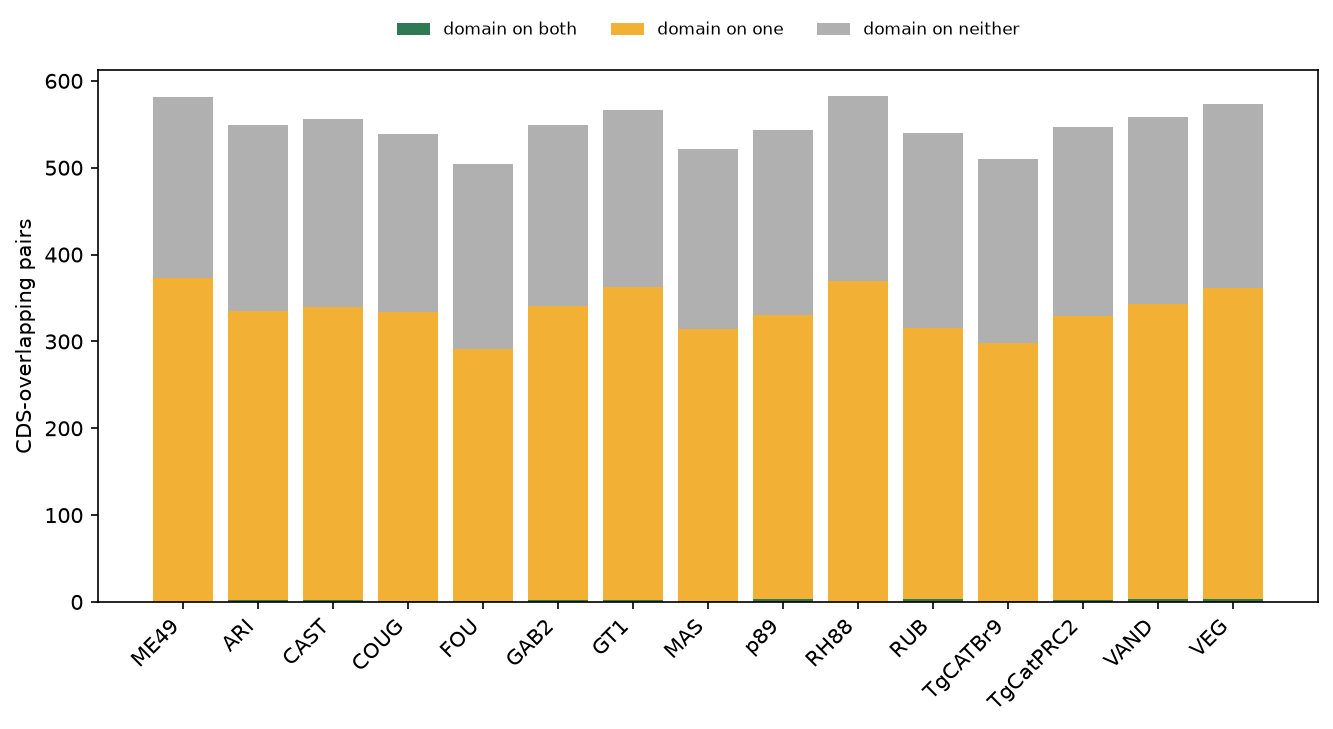 domain on both domain on one domain on neither
CDS-overlapping pairs
600
500
400
300
200
100
0
ME49 ARI CAST COUG FOU GAB2 GT1 MAS p89 RH88 RUB TgCATBr9 TgCatPRC2 VAND VEG